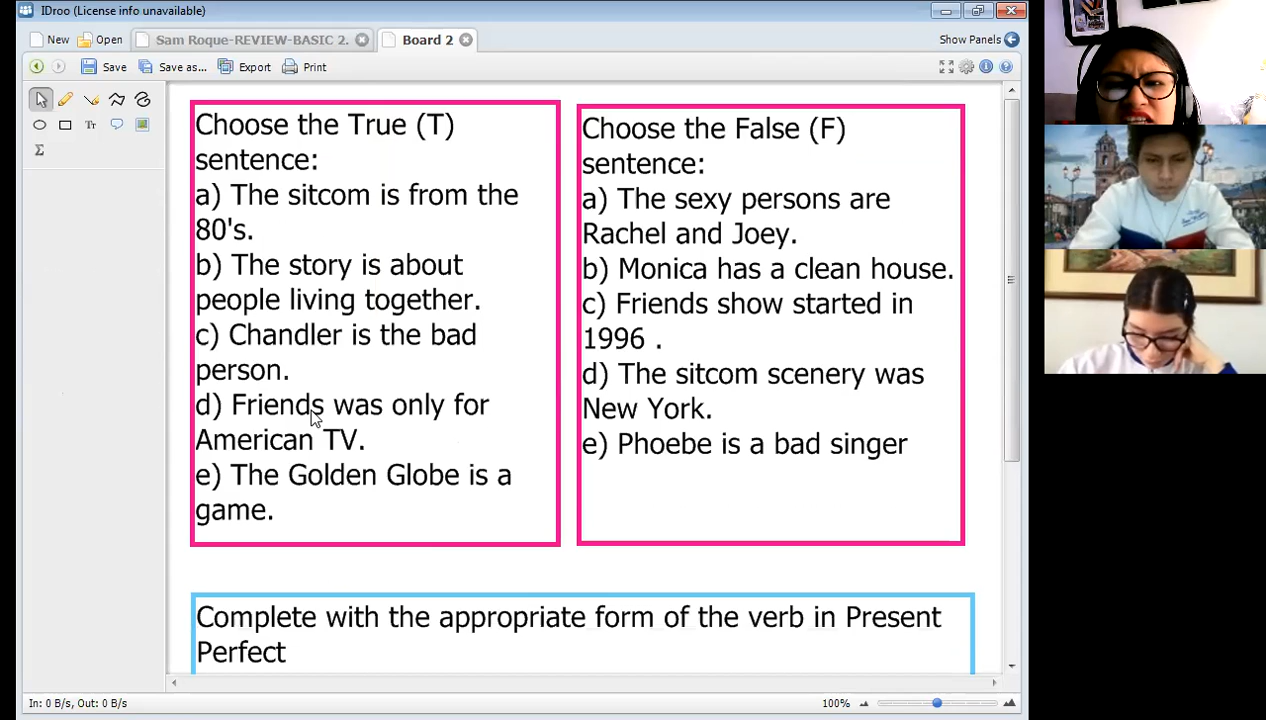 IDroo (License info unavailable)
New Open Sam Roque-REVIEW-BASIC 2. Board 2 Show Panels
Save Save as... Export Print
Tr
Σ
Choose the True (T)
sentence:
a) The sitcom is from the
80's.
b) The story is about
people living together.
c) Chandler is the bad
person.
d) Friends was only for
American TV.
e) The Golden Globe is a
game.
Choose the False (F)
sentence:
a) The sexy persons are
Rachel and Joey.
b) Monica has a clean house.
c) Friends show started in
1996 .
d) The sitcom scenery was
New York.
e) Phoebe is a bad singer
Complete with the appropriate form of the verb in Present
Perfect
In: 0 B/s, Out: 0 B/s 100%